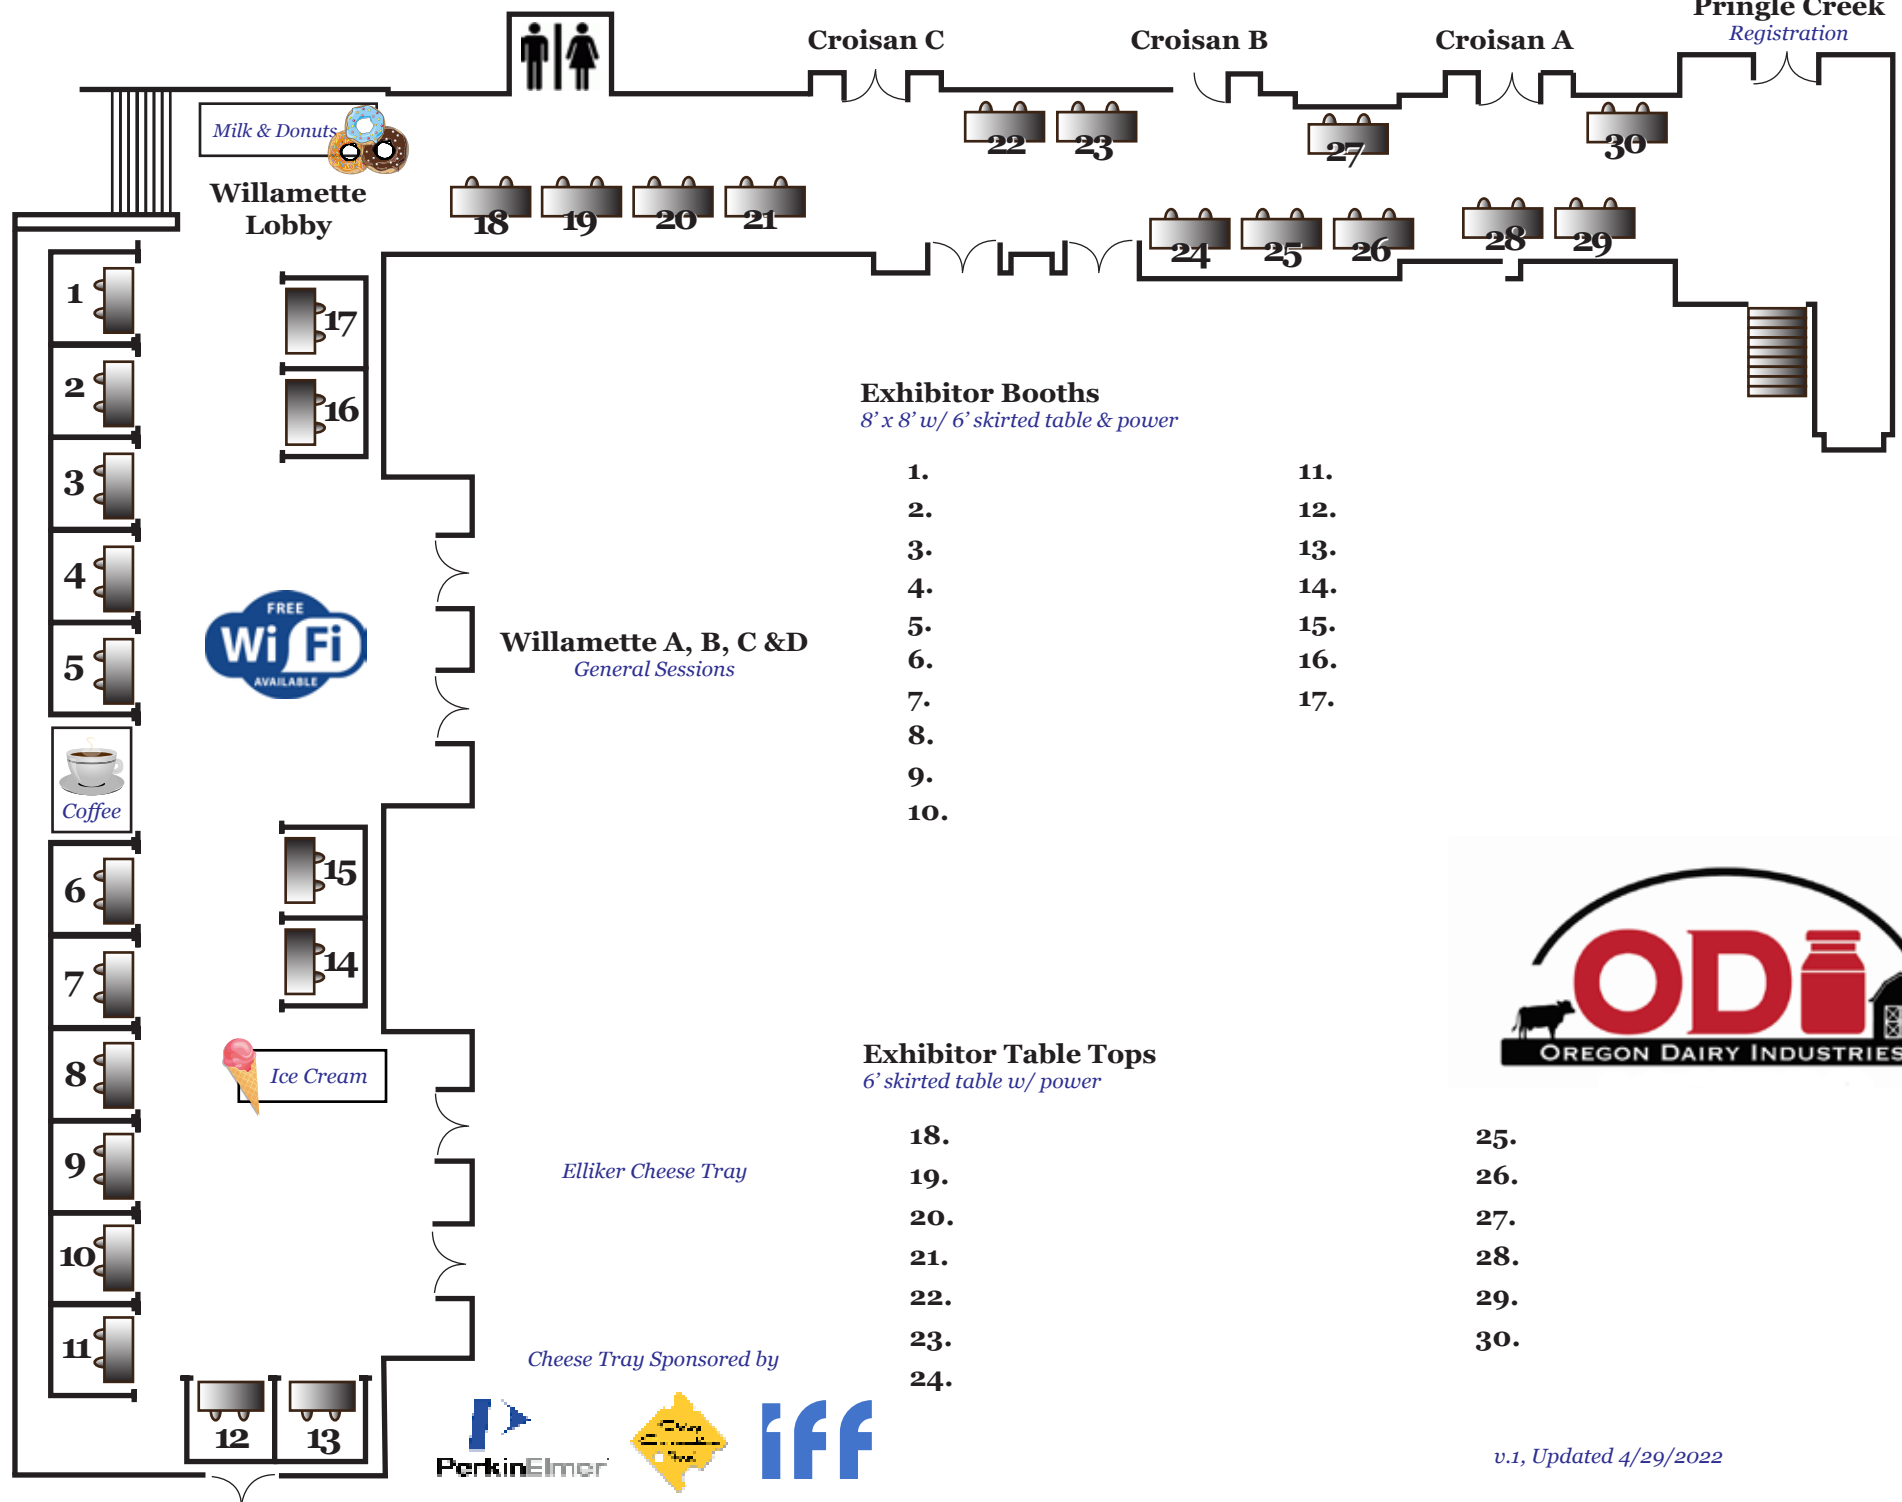 Pringle Creek
Registration
Croisan C
Croisan B
Croisan A
Milk & Donuts
Willamette
Lobby
22
23
27
30
18
19
20
21
24
25
26
28
29
1
2
3
4
5
Coffee
6
7
8
9
10
11
12
13
17
16
15
14
FREE
Wi Fi
AVAILABLE
Ice Cream
Willamette A, B, C &D
General Sessions
Exhibitor Booths
8' x 8' w/ 6' skirted table & power
1.
2.
3.
4.
5.
6.
7.
8.
9.
10.
11.
12.
13.
14.
15.
16.
17.
ODI
OREGON DAIRY INDUSTRIES
Exhibitor Table Tops
6' skirted table w/ power
18.
19.
20.
21.
22.
23.
24.
25.
26.
27.
28.
29.
30.
Elliker Cheese Tray
Cheese Tray Sponsored by
PerkinElmer
iff
v.1, Updated 4/29/2022